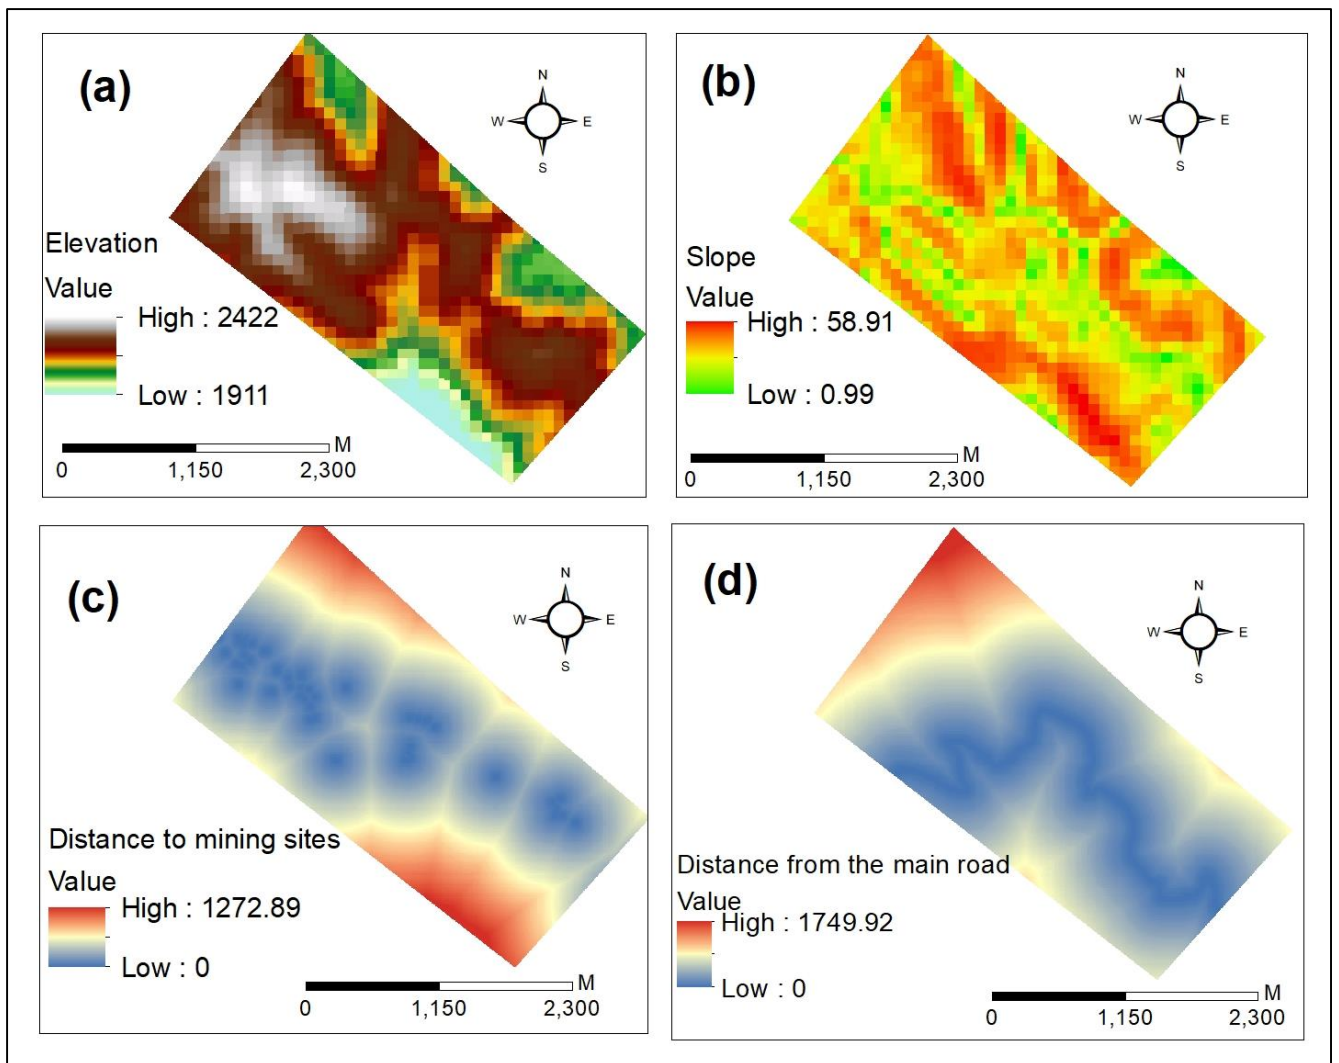 (a)
N
W E
S
Elevation
Value
High : 2422
Low : 1911
M
0 1,150 2,300
(b)
N
W E
S
Slope
Value
High : 58.91
Low : 0.99
M
0 1,150 2,300
(c)
N
W E
S
Distance to mining sites
Value
High : 1272.89
Low : 0
M
0 1,150 2,300
(d)
N
W E
S
Distance from the main road
Value
High : 1749.92
Low : 0
M
0 1,150 2,300